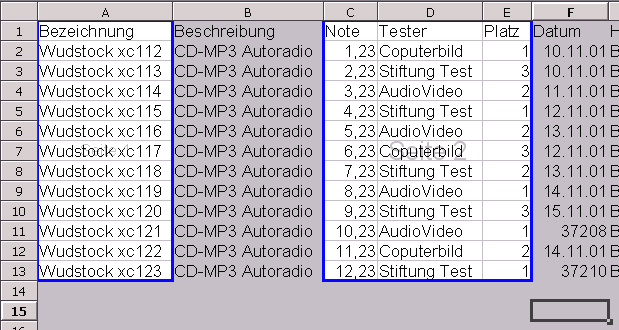 A B C D E F
1 Bezeichnung Beschreibung Note Tester Platz Datum
2 Wudstock xc112 CD-MP3 Autoradio 1,23 Coputerbild 1 10.11.01 B
3 Wudstock xc113 CD-MP3 Autoradio 2,23 Stiftung Test 3 10.11.01 B
4 Wudstock xc114 CD-MP3 Autoradio 3,23 AudioVideo 2 11.11.01 B
5 Wudstock xc115 CD-MP3 Autoradio 4,23 Stiftung Test 1 12.11.01 B
6 Wudstock xc116 CD-MP3 Autoradio 5,23 AudioVideo 2 13.11.01 B
7 Wudstock xc117 CD-MP3 Autoradio 6,23 Coputerbild 3 12.11.01 B
Seite 2
8 Wudstock xc118 CD-MP3 Autoradio 7,23 Stiftung Test 2 13.11.01 B
9 Wudstock xc119 CD-MP3 Autoradio 8,23 AudioVideo 1 14.11.01 B
10 Wudstock xc120 CD-MP3 Autoradio 9,23 Stiftung Test 3 15.11.01 B
11 Wudstock xc121 CD-MP3 Autoradio 10,23 AudioVideo 1 37208 B
12 Wudstock xc122 CD-MP3 Autoradio 11,23 Coputerbild 2 14.11.01 B
13 Wudstock xc123 CD-MP3 Autoradio 12,23 Stiftung Test 1 37210 B
14
15